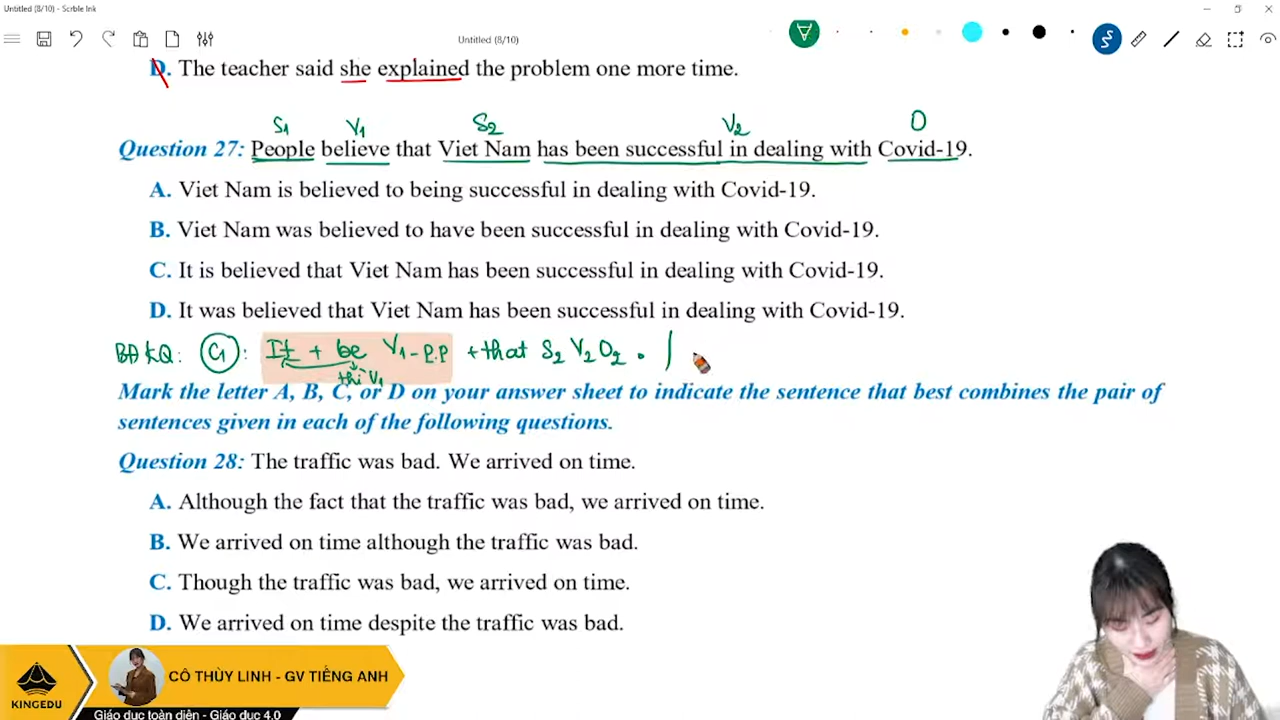 Untitled (8/10) - Scrble Ink
Untitled (8/10)
D. The teacher said she explained the problem one more time.
S1 V1 S2 V2 O
Question 27: People believe that Viet Nam has been successful in dealing with Covid-19.
A. Viet Nam is believed to being successful in dealing with Covid-19.
B. Viet Nam was believed to have been successful in dealing with Covid-19.
C. It is believed that Viet Nam has been successful in dealing with Covid-19.
D. It was believed that Viet Nam has been successful in dealing with Covid-19.
BĐ KQ: C1: It + be V1-P.P + that S2 V2 O2.
thì V1
Mark the letter A, B, C, or D on your answer sheet to indicate the sentence that best combines the pair of
sentences given in each of the following questions.
Question 28: The traffic was bad. We arrived on time.
A. Although the fact that the traffic was bad, we arrived on time.
B. We arrived on time although the traffic was bad.
C. Though the traffic was bad, we arrived on time.
D. We arrived on time despite the traffic was bad.
KINGEDU
CÔ THÙY LINH - GV TIẾNG ANH
Giáo dục toàn diện - Giáo dục 4.0